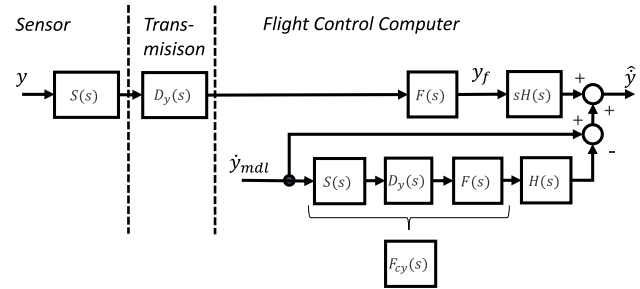 Sensor
Trans-
misison
Flight Control Computer
y
S(s)
D_y(s)
F(s)
y_f
sH(s)
+
ŷ̇
+
+
ẏ_mdl
S(s)
D_y(s)
F(s)
H(s)
-
F_cy(s)